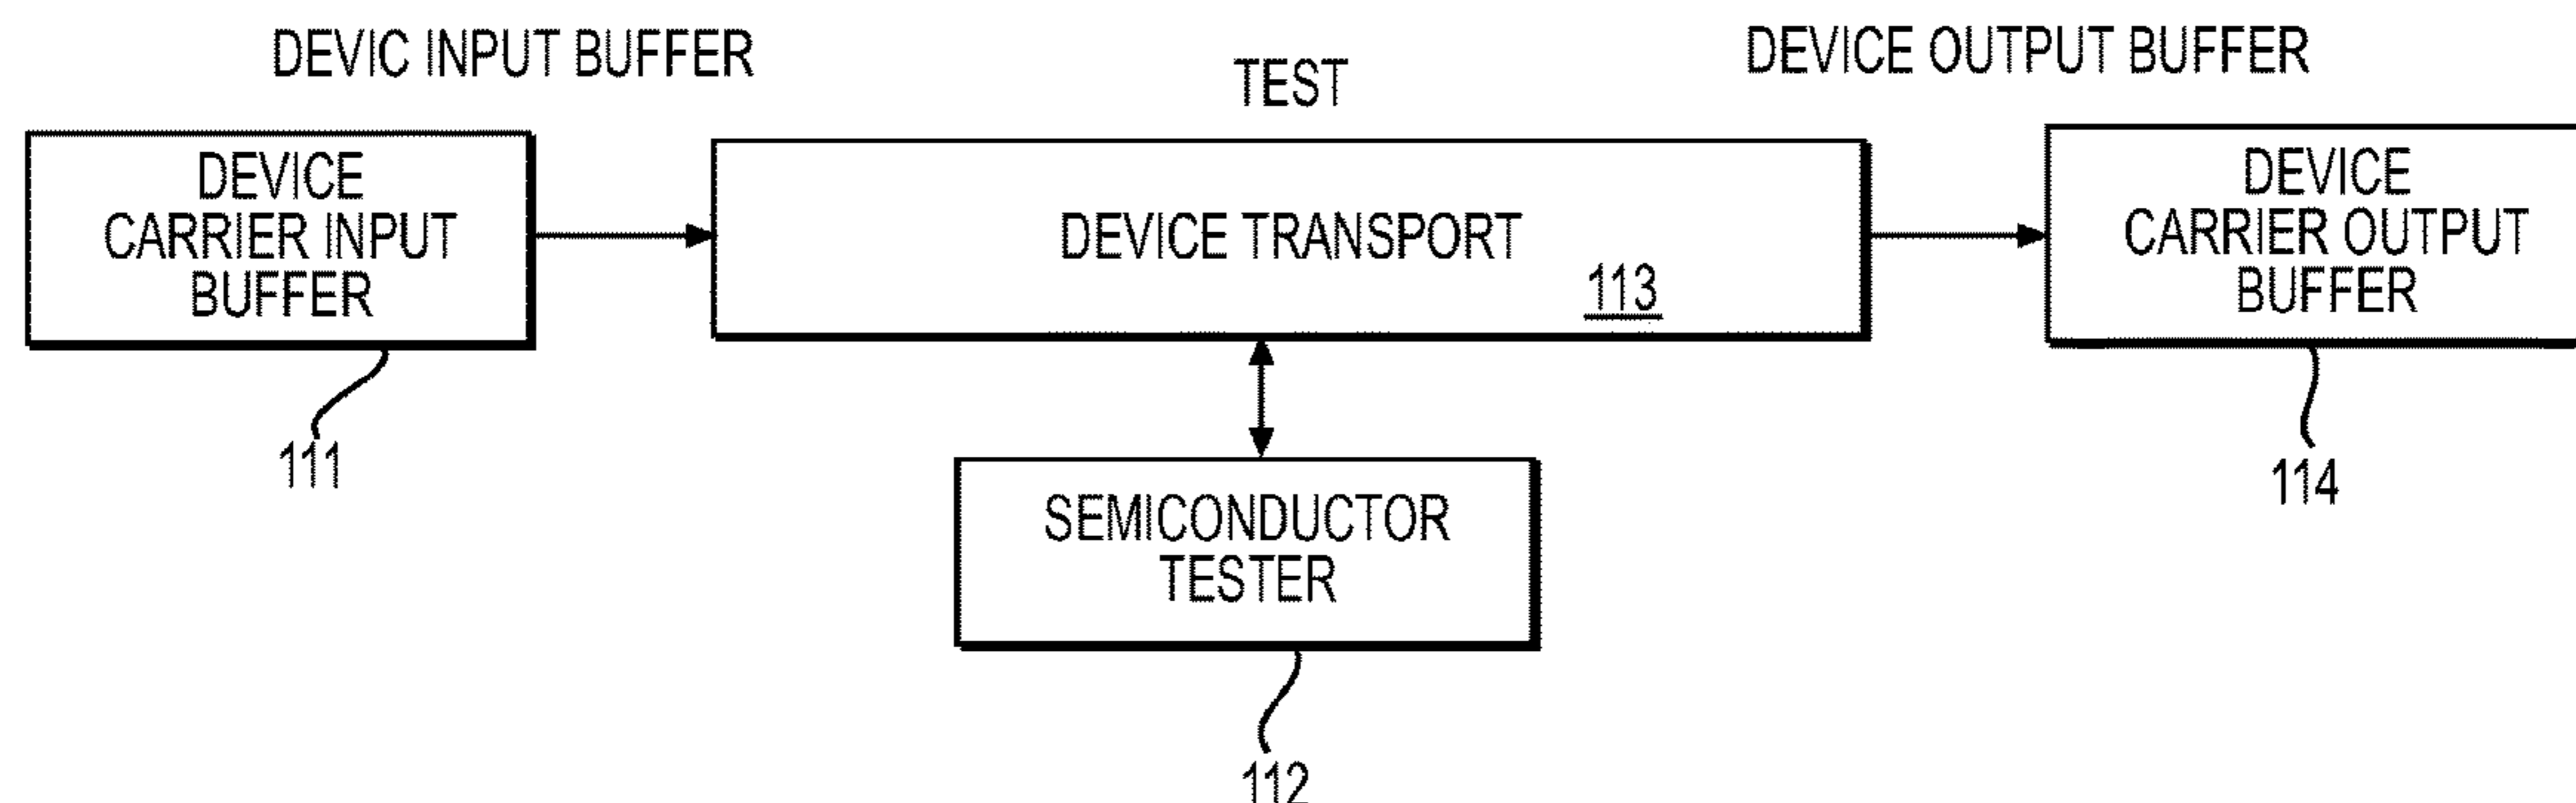 DEVIC INPUT BUFFER
TEST
DEVICE OUTPUT BUFFER
DEVICE
CARRIER INPUT
BUFFER
DEVICE TRANSPORT
113
DEVICE
CARRIER OUTPUT
BUFFER
111
SEMICONDUCTOR
TESTER
114
112